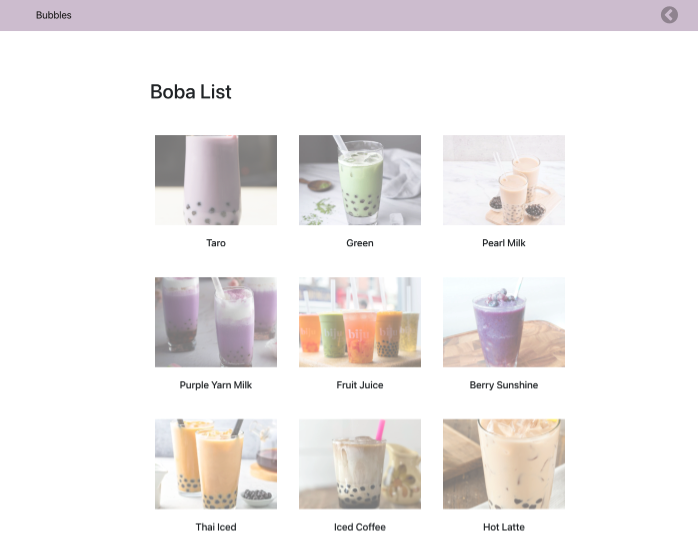 Bubbles
Boba List
Taro
Green
Pearl Milk
Purple Yarn Milk
Fruit Juice
Berry Sunshine
Thai Iced
Iced Coffee
Hot Latte